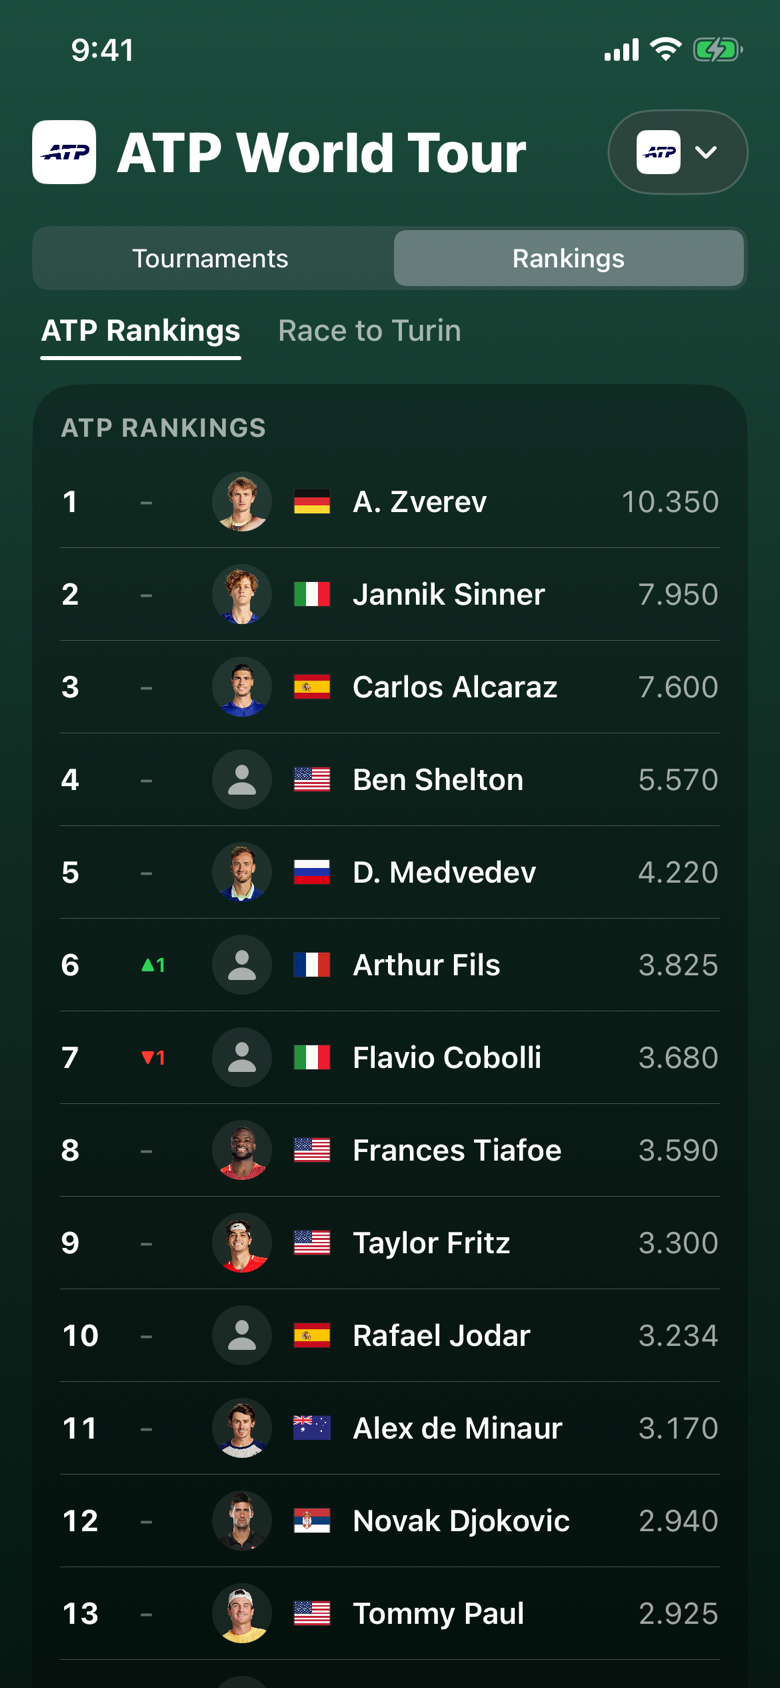 9:41
ATP ATP World Tour ATP
Tournaments Rankings
ATP Rankings Race to Turin
ATP RANKINGS
1 - A. Zverev 10.350
2 - Jannik Sinner 7.950
3 - Carlos Alcaraz 7.600
4 - Ben Shelton 5.570
5 - D. Medvedev 4.220
6 ▲1 Arthur Fils 3.825
7 ▼1 Flavio Cobolli 3.680
8 - Frances Tiafoe 3.590
9 - Taylor Fritz 3.300
10 - Rafael Jodar 3.234
11 - Alex de Minaur 3.170
12 - Novak Djokovic 2.940
13 - Tommy Paul 2.925